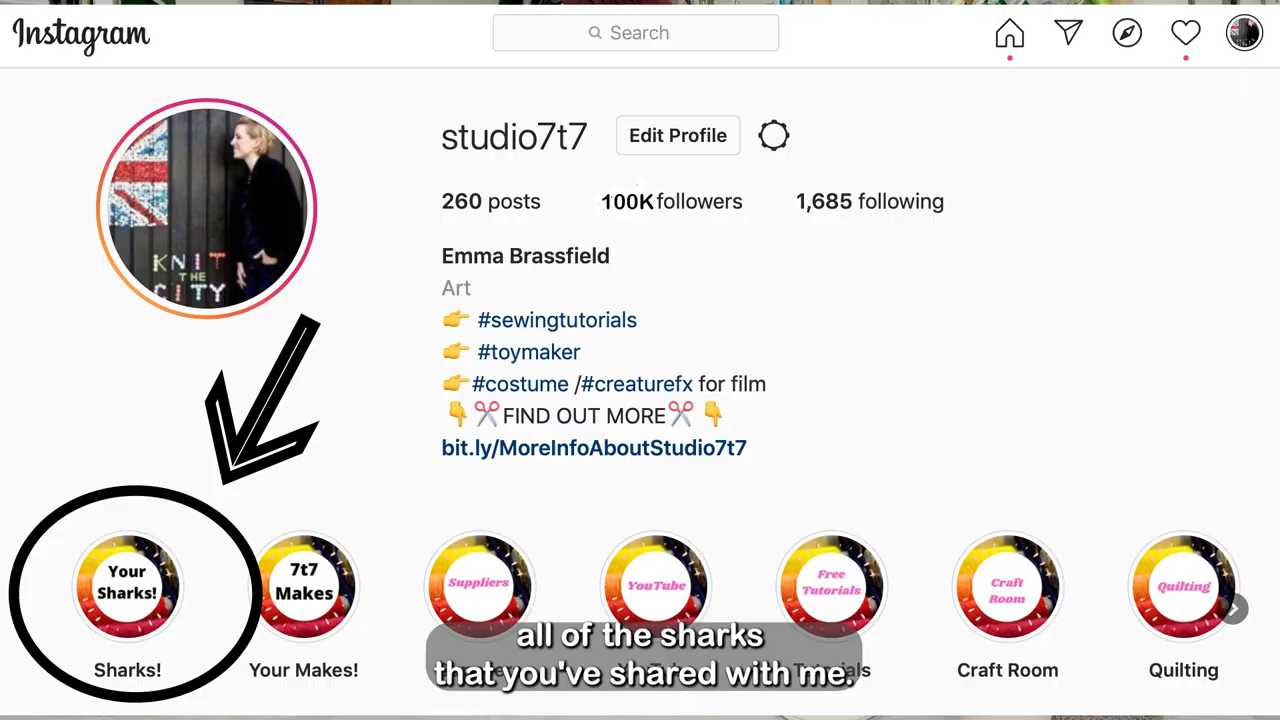 Instagram
Search
studio7t7
Edit Profile
260 posts
100K followers
1,685 following
Emma Brassfield
Art
👉 #sewingtutorials
👉 #toymaker
👉#costume /#creaturefx for film
👇✂️FIND OUT MORE✂️👇
bit.ly/MoreInfoAboutStudio7t7
KNIT
THE
CITY
Your
Sharks!
7t7
Makes
Suppliers
YouTube
Free
Tutorials
Craft
Room
Quilting
all of the sharks
that you've shared with me.
Sharks!
Your Makes!
Craft Room
Quilting